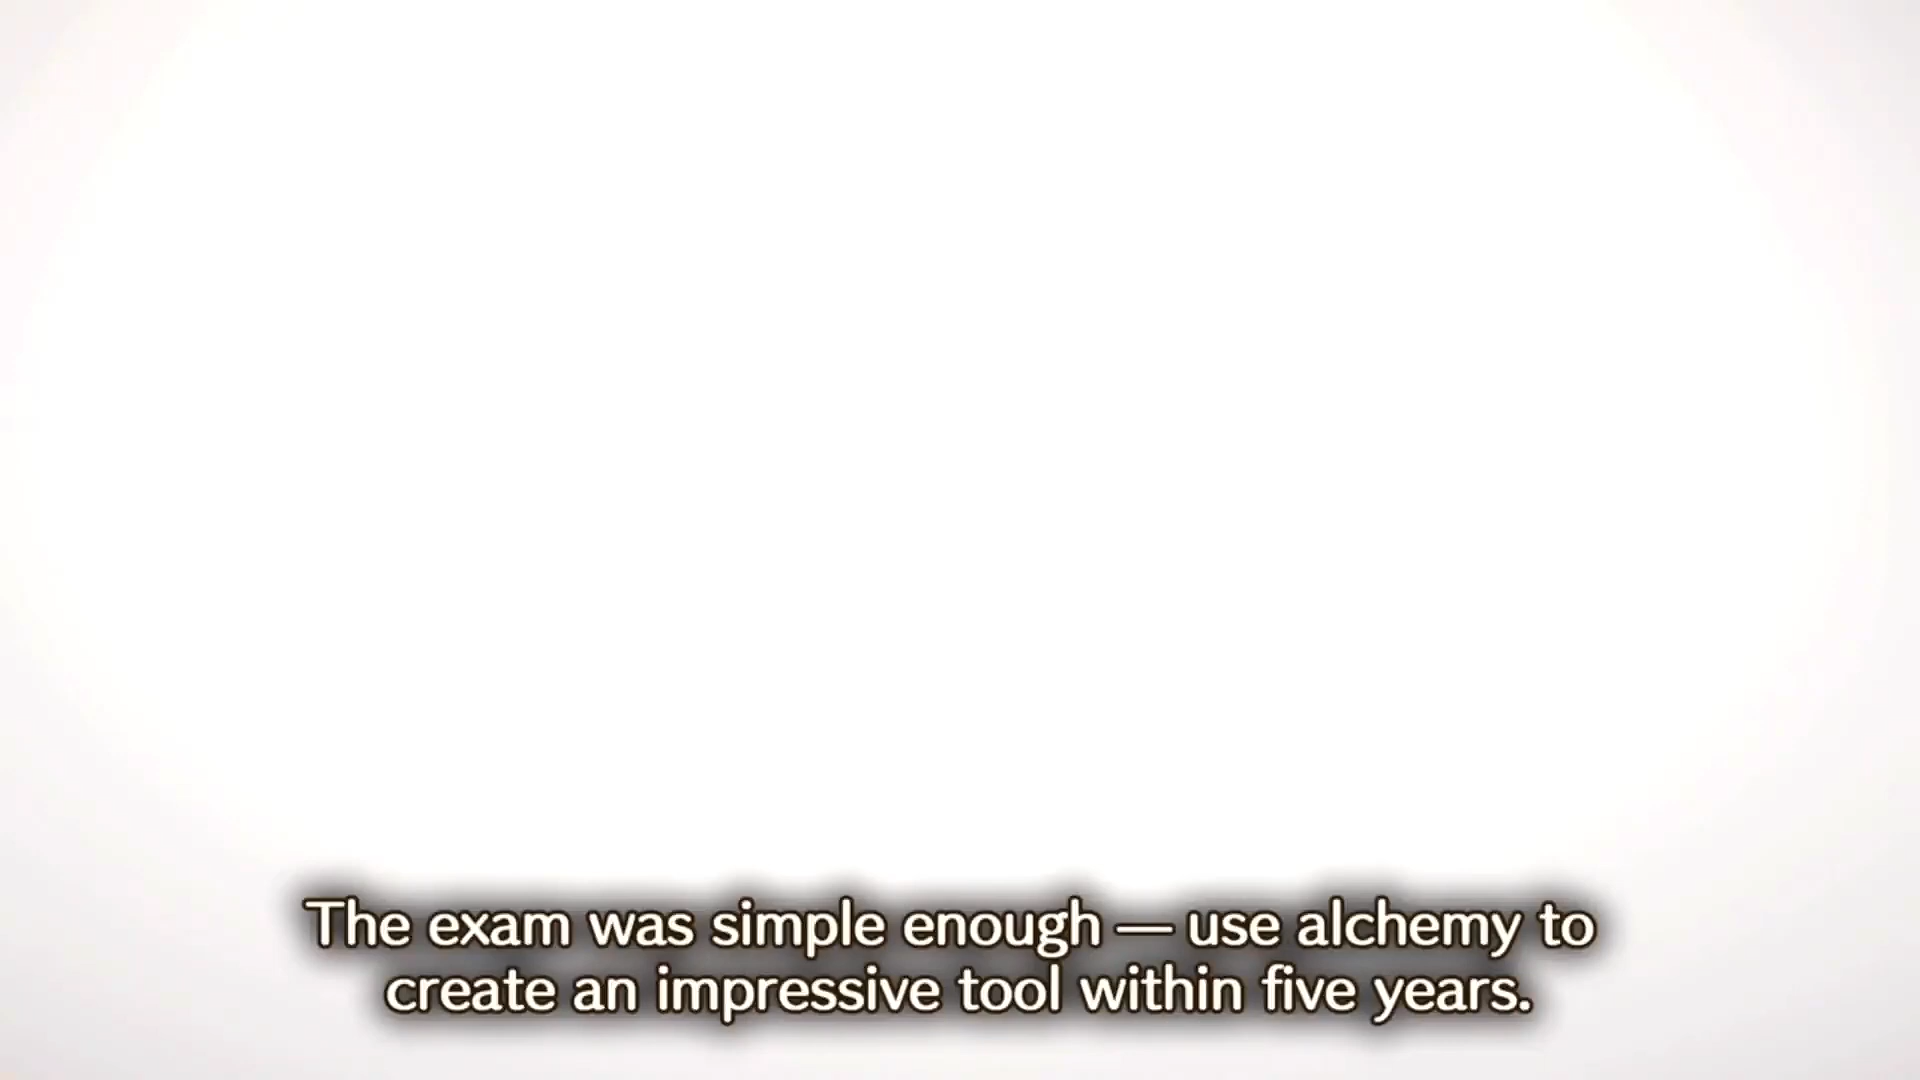 The exam was simple enough — use alchemy to
create an impressive tool within five years.